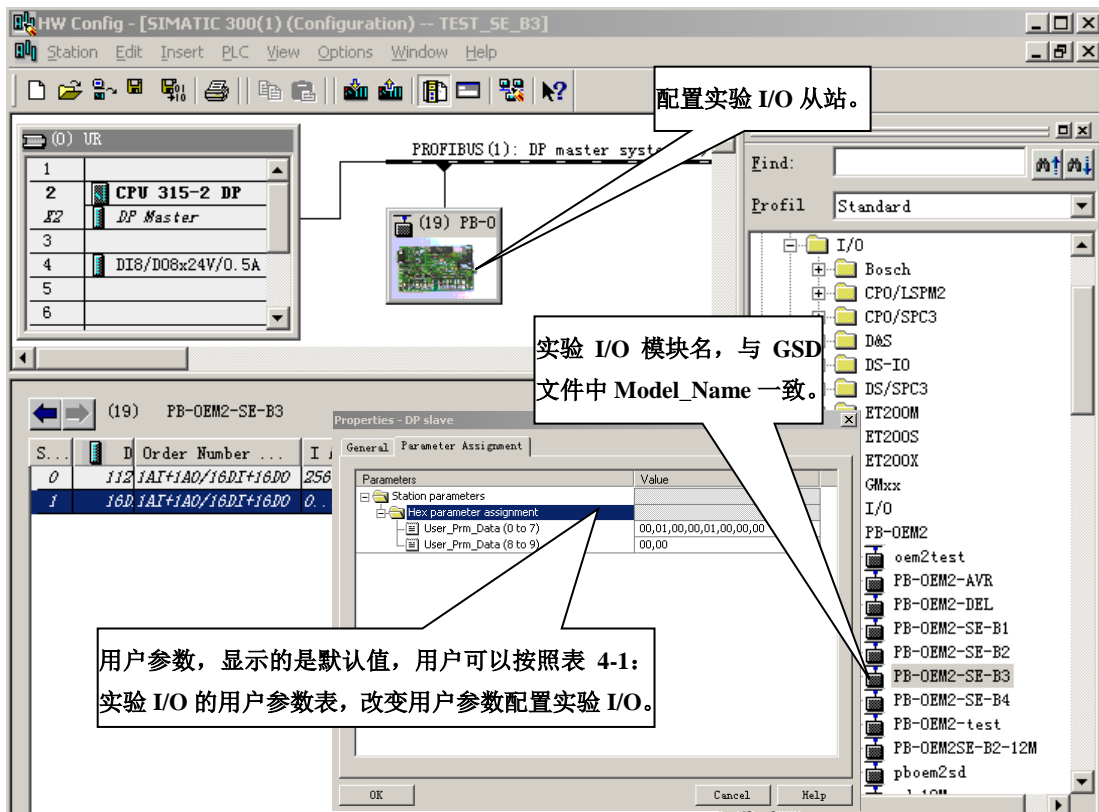 HW Config - [SIMATIC 300(1) (Configuration) -- TEST_SE_B3]
Station Edit Insert PLC View Options Window Help
配置实验 I/O 从站。
(0) UR
1
2 CPU 315-2 DP
X2 DP Master
3
4 DI8/DO8x24V/0.5A
5
6
PROFIBUS(1): DP master syste
(19) PB-O
Find:
Profil Standard
I/O
Bosch
CPO/LSPM2
CPO/SPC3
D&S
DS-IO
DS/SPC3
ET200M
ET200S
ET200X
GMxx
I/O
PB-OEM2
oem2test
PB-OEM2-AVR
PB-OEM2-DEL
PB-OEM2-SE-B1
PB-OEM2-SE-B2
PB-OEM2-SE-B3
PB-OEM2-SE-B4
PB-OEM2-test
PB-OEM2SE-B2-12M
pboem2sd
实验 I/O 模块名，与 GSD
文件中 Model_Name 一致。
(19) PB-OEM2-SE-B3
S... D Order Number ... I
0 112 1AI+1AO/16DI+16DO 256
1 16D 1AI+1AO/16DI+16DO 0..
Properties - DP slave
General Parameter Assignment
Parameters Value
Station parameters
Hex parameter assignment
User_Prm_Data (0 to 7) 00,01,00,00,01,00,00,00
User_Prm_Data (8 to 9) 00,00
用户参数，显示的是默认值，用户可以按照表 4-1：
实验 I/O 的用户参数表，改变用户参数配置实验 I/O。
OK Cancel Help